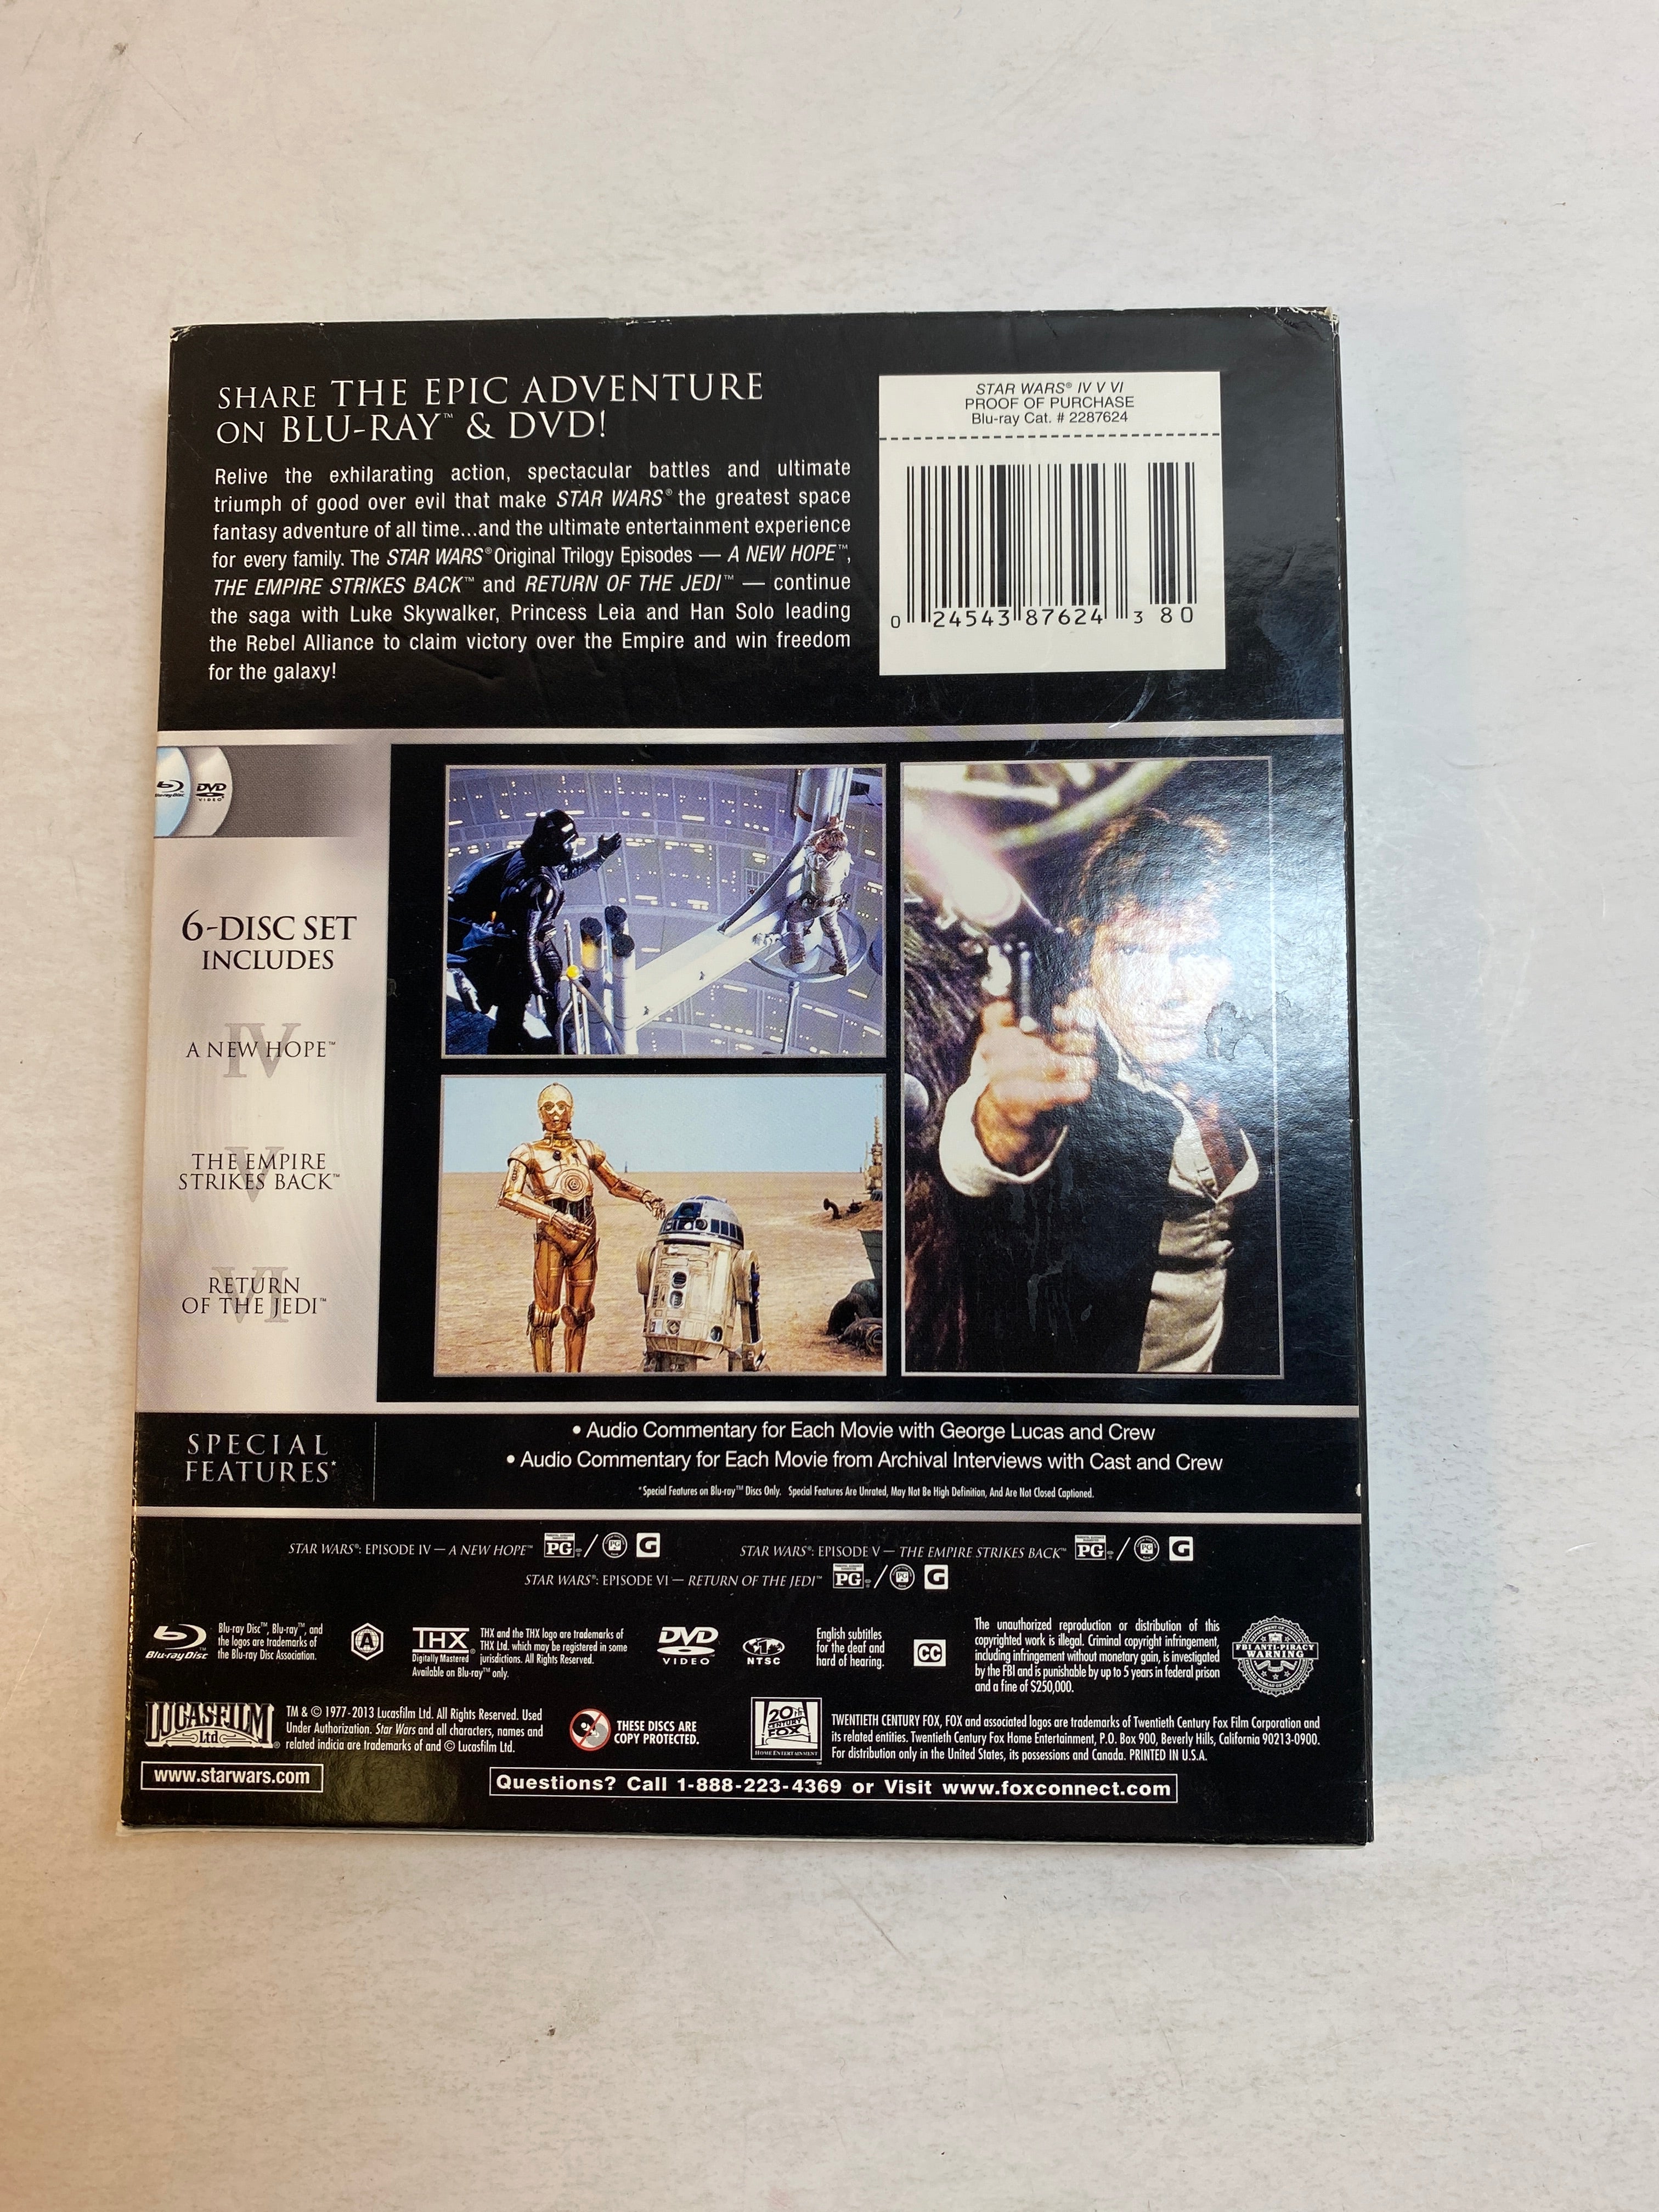 SHARE THE EPIC ADVENTURE
ON BLU-RAY™ & DVD!
Relive the exhilarating action, spectacular battles and ultimate
triumph of good over evil that make STAR WARS® the greatest space
fantasy adventure of all time...and the ultimate entertainment experience
for every family. The STAR WARS® Original Trilogy Episodes — A NEW HOPE™,
THE EMPIRE STRIKES BACK™ and RETURN OF THE JEDI™ — continue
the saga with Luke Skywalker, Princess Leia and Han Solo leading
the Rebel Alliance to claim victory over the Empire and win freedom
for the galaxy!
STAR WARS® IV V VI
PROOF OF PURCHASE
Blu-ray Cat. # 2287624
0 24543 87624 3 80
Blu-ray Disc
DVD
VIDEO
6-DISC SET
INCLUDES
IV
A NEW HOPE™
V
THE EMPIRE
STRIKES BACK™
VI
RETURN
OF THE JEDI™
SPECIAL
FEATURES*
• Audio Commentary for Each Movie with George Lucas and Crew
• Audio Commentary for Each Movie from Archival Interviews with Cast and Crew
*Special Features on Blu-ray™ Discs Only. Special Features Are Unrated, May Not Be High Definition, And Are Not Closed Captioned.
STAR WARS®: EPISODE IV — A NEW HOPE™ PG / PG G
STAR WARS®: EPISODE V — THE EMPIRE STRIKES BACK™ PG / PG G
STAR WARS®: EPISODE VI — RETURN OF THE JEDI™ PG / PG G
Blu-ray Disc™
Blu-ray Disc™, Blu-ray™, and
the logos are trademarks of
the Blu-ray Disc Association.
A
THX
Digitally Mastered
Available on Blu-ray™ only.
THX and the THX logo are trademarks of
THX Ltd. which may be registered in some
jurisdictions. All Rights Reserved.
DVD
VIDEO
NTSC
English subtitles
for the deaf and
hard of hearing.
CC
The unauthorized reproduction or distribution of this
copyrighted work is illegal. Criminal copyright infringement,
including infringement without monetary gain, is investigated
by the FBI and is punishable by up to 5 years in federal prison
and a fine of $250,000.
FBI ANTI-PIRACY
WARNING
LUCASFILM
Ltd
TM & © 1977-2013 Lucasfilm Ltd. All Rights Reserved. Used
Under Authorization. Star Wars and all characters, names and
related indicia are trademarks of and © Lucasfilm Ltd.
THESE DISCS ARE
COPY PROTECTED.
20th
CENTURY
FOX
HOME ENTERTAINMENT
TWENTIETH CENTURY FOX, FOX and associated logos are trademarks of Twentieth Century Fox Film Corporation and
its related entities. Twentieth Century Fox Home Entertainment, P.O. Box 900, Beverly Hills, California 90213-0900.
For distribution only in the United States, its possessions and Canada. PRINTED IN U.S.A.
www.starwars.com
Questions? Call 1-888-223-4369 or Visit www.foxconnect.com